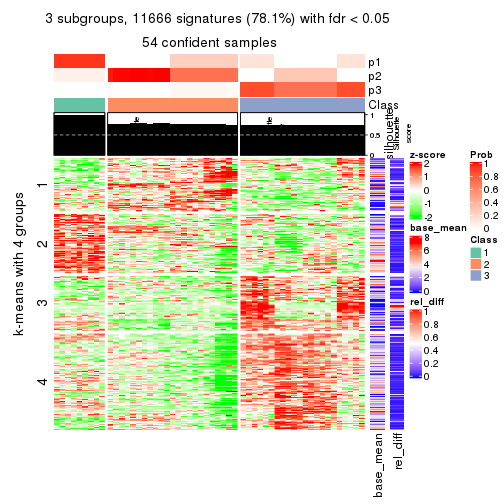 3 subgroups, 11666 signatures (78.1%) with fdr < 0.05
54 confident samples
p1
p2
p3
Class
1
0.5
0
silhouette
Silhouette
score
k-means with 4 groups
1
2
3
4
base_mean
rel_diff
z-score
2
1
0
-1
-2
base_mean
8
6
4
2
0
rel_diff
1
0.8
0.6
0.4
0.2
0
Prob
1
0.8
0.6
0.4
0.2
0
Class
1
2
3